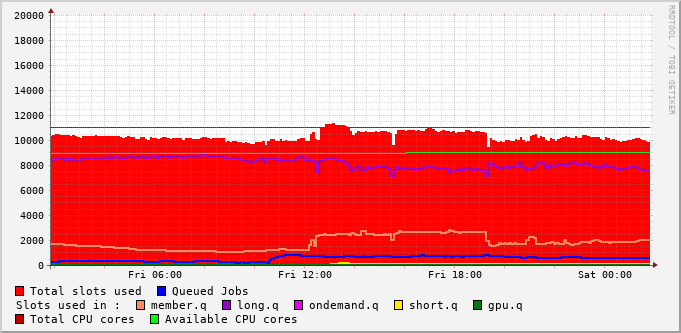 RRDTOOL / TOBI OETIKER
20000
18000
16000
14000
12000
10000
8000
6000
4000
2000
0
Fri 06:00 Fri 12:00 Fri 18:00 Sat 00:00
Total slots used Queued Jobs
Slots used in : member.q long.q ondemand.q short.q gpu.q
Total CPU cores Available CPU cores